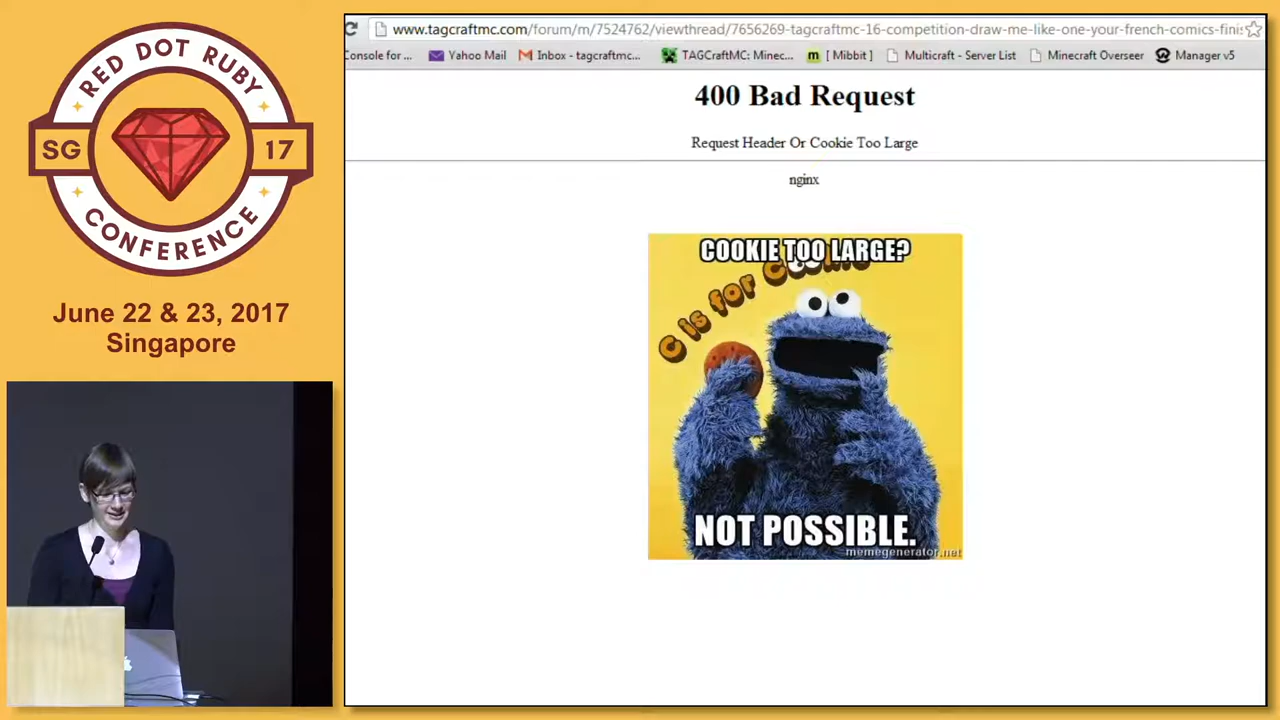 RED DOT RUBY
SG 17
CONFERENCE
June 22 & 23, 2017
Singapore
www.tagcraftmc.com/forum/m/7524762/viewthread/7656269-tagcraftmc-16-competition-draw-me-like-one-your-french-comics-finis
Console for ... Yahoo Mail Inbox - tagcraftmc... TAGCraftMC: Minec... m [ Mibbit ] Multicraft - Server List Minecraft Overseer Manager v5
400 Bad Request
Request Header Or Cookie Too Large
nginx
COOKIE TOO LARGE?
C is for Cookie
NOT POSSIBLE.
memegenerator.net